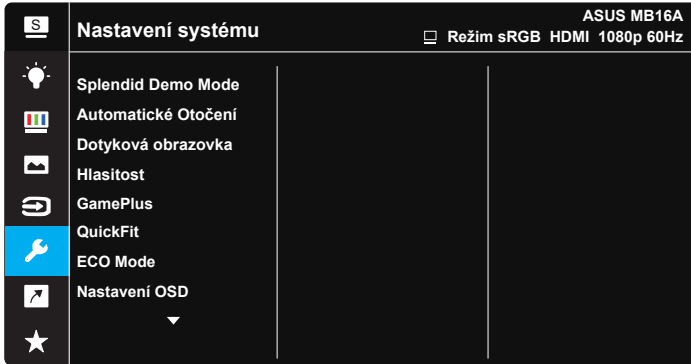 S
Nastavení systému
ASUS MB16A
Režim sRGB HDMI 1080p 60Hz
Splendid Demo Mode
Automatické Otočení
Dotyková obrazovka
Hlasitost
GamePlus
QuickFit
ECO Mode
Nastavení OSD